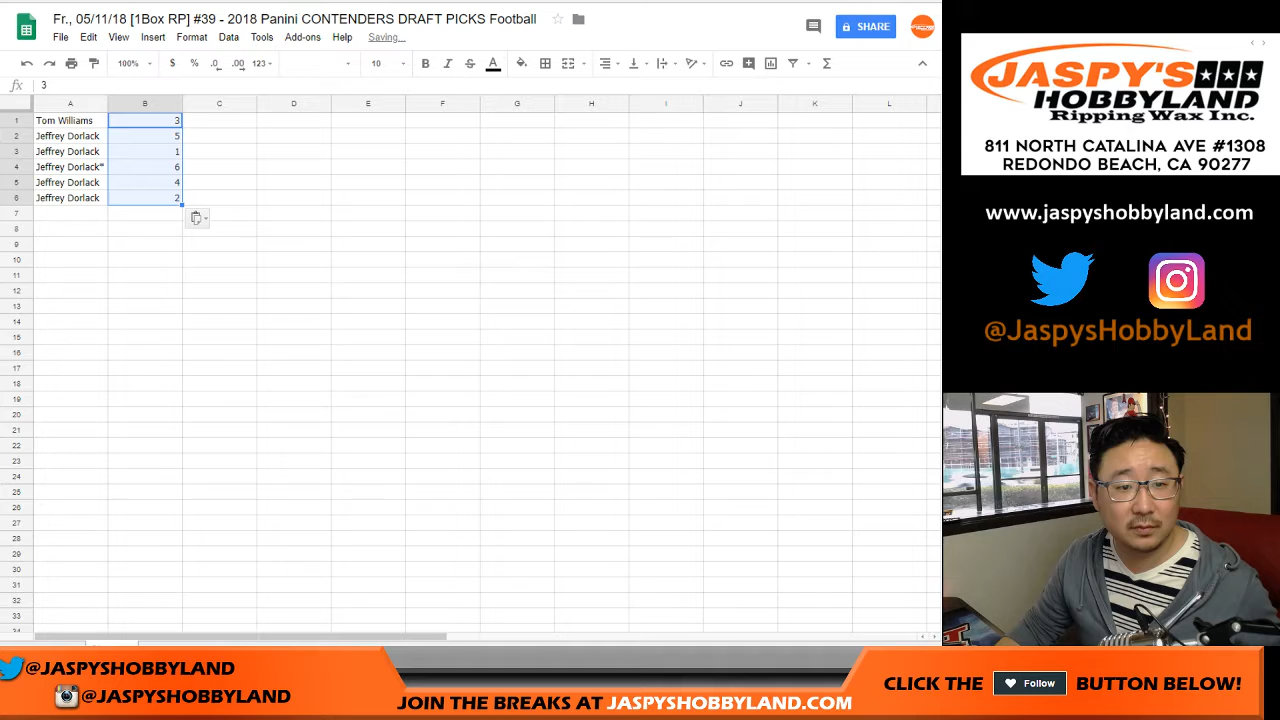 Fr., 05/11/18 [1Box RP] #39 - 2018 Panini CONTENDERS DRAFT PICKS Football
SHARE
File Edit View Insert Format Data Tools Add-ons Help Saving...
100% $ % .0 .00 123 10 B I S A Σ
fx 3
A B C D E F G H I J K L
1 Tom Williams 3
2 Jeffrey Dorlack 5
3 Jeffrey Dorlack 1
4 Jeffrey Dorlack** 6
5 Jeffrey Dorlack 4
6 Jeffrey Dorlack 2
7
8
9
10
11
12
13
14
15
16
17
18
19
20
21
22
23
24
25
26
27
28
29
30
31
32
33
34
JASPY'S
HOBBYLAND
Ripping Wax Inc.
811 NORTH CATALINA AVE #1308
REDONDO BEACH, CA 90277
www.jaspyshobbyland.com
@JaspysHobbyLand
@JASPYSHOBBYLAND
@JASPYSHOBBYLAND
JOIN THE BREAKS AT JASPYSHOBBYLAND.COM
CLICK THE Follow BUTTON BELOW!